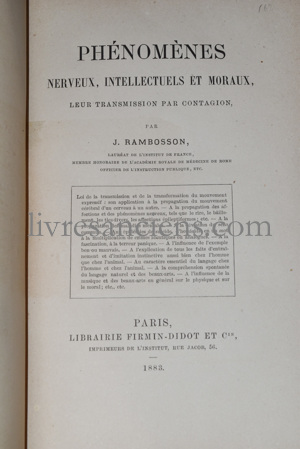 PHÉNOMÈNES
NERVEUX, INTELLECTUELS ET MORAUX,
LEUR TRANSMISSION PAR CONTAGION,
PAR
J. RAMBOSSON,
LAURÉAT DE L'INSTITUT DE FRANCE,
MEMBRE HONORAIRE DE L'ACADÉMIE ROYALE DE MÉDECINE DE ROME
OFFICIER DE L'INSTRUCTION PUBLIQUE, ETC.
Loi de la transmission et de la transformation du mouvement
expressif : son application à la propagation du mouvement
cérébral d'un cerveau à un autre. — A la propagation des af-
fections et des phénomènes nerveux, tels que le rire, le bâille-
ment, les
livresanciens.eu
fascination, à la terreur panique. — A l'influence de l'exemple
bon ou mauvais. — A l'explication de tous les faits d'entraî-
nement et d'imitation instinctive aussi bien chez l'homme
que chez l'animal. — Au caractère essentiel du langage chez
l'homme et chez l'animal. — A la compréhension spontanée
du langage naturel et des beaux-arts. — A l'influence de la
musique et des beaux-arts en général sur le physique et sur
le moral; etc., etc.
PARIS,
LIBRAIRIE FIRMIN-DIDOT ET Cie,
IMPRIMEURS DE L'INSTITUT, RUE JACOB, 56.
1883.